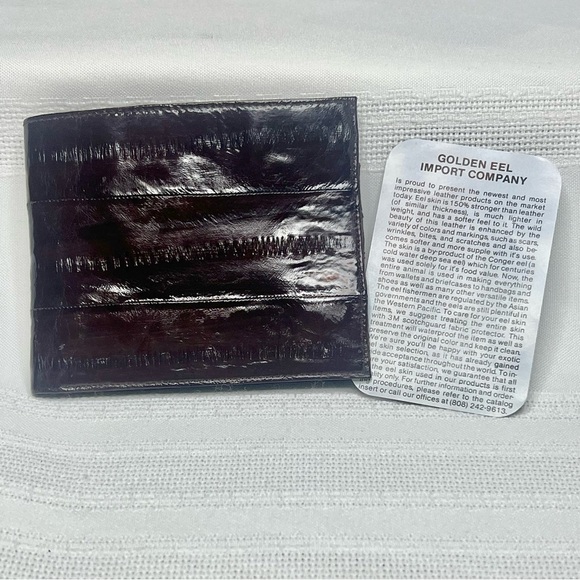 GOLDEN EEL
IMPORT COMPANY
Is proud to present the newest and most
impressive leather products on the market
today. Eel skin is 150% stronger than leather
(of similar thickness), is much lighter in
weight, and has a softer feel to it. The wild
beauty of this leather is enhanced by the
variety of colors and markings, such as scars,
wrinkles, bites, and scratches and also be-
comes softer and more supple with it's use.
The skin is a by-product of the Conger eel (a
cold water deep sea eel) which for centuries
was used solely for it's food value. Now, the
entire animal is used in making everything
from wallets and briefcases to handbags and
shoes as well as many other versatile items.
The eel fishermen are regulated by the Asian
governments and the eels are still plentiful in
the Western Pacific. To care for your eel skin
items, we suggest treating the entire skin
with 3M scotchguard fabric protector. This
treatment will waterproof the item as well as
preserve the original color and keep it clean.
We're sure you'll be happy with your exotic
skin selection, as it has already gained
acceptance throughout the world. To in-
sure your satisfaction, we guarantee that all
the eel skin used in our products is first
quality only. For further information and order-
procedures, please refer to the catalog
insert or call our offices at (808) 242-9613.